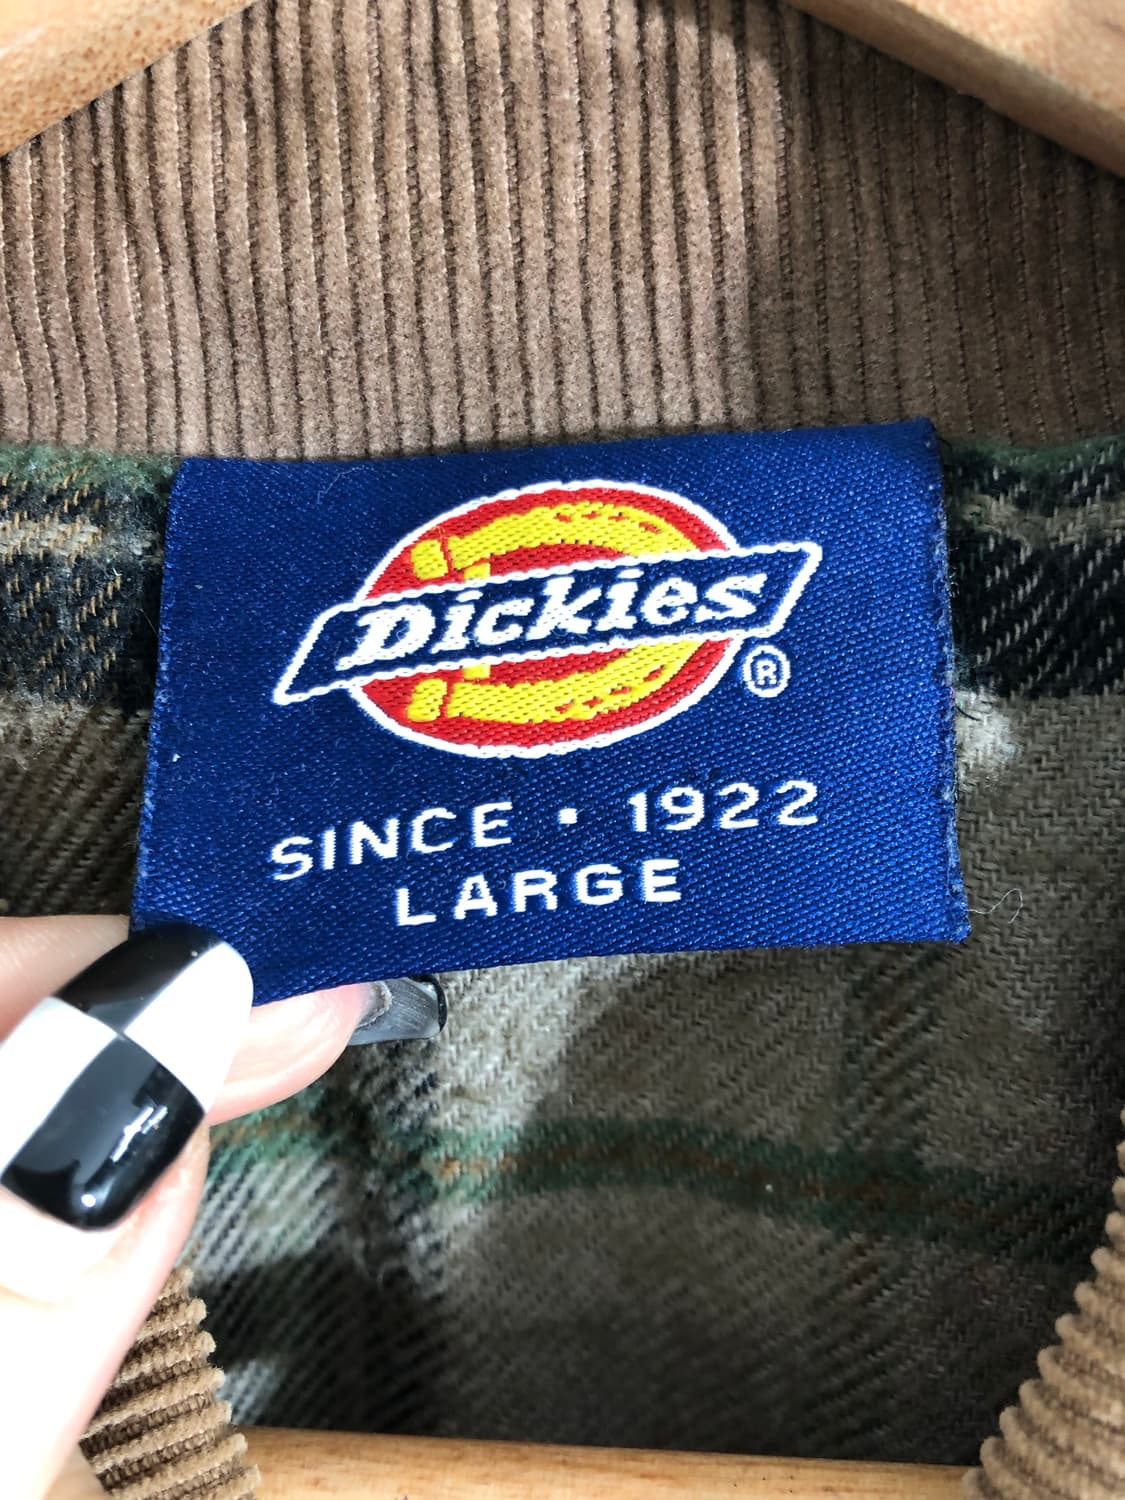 Dickies
®
SINCE • 1922
LARGE